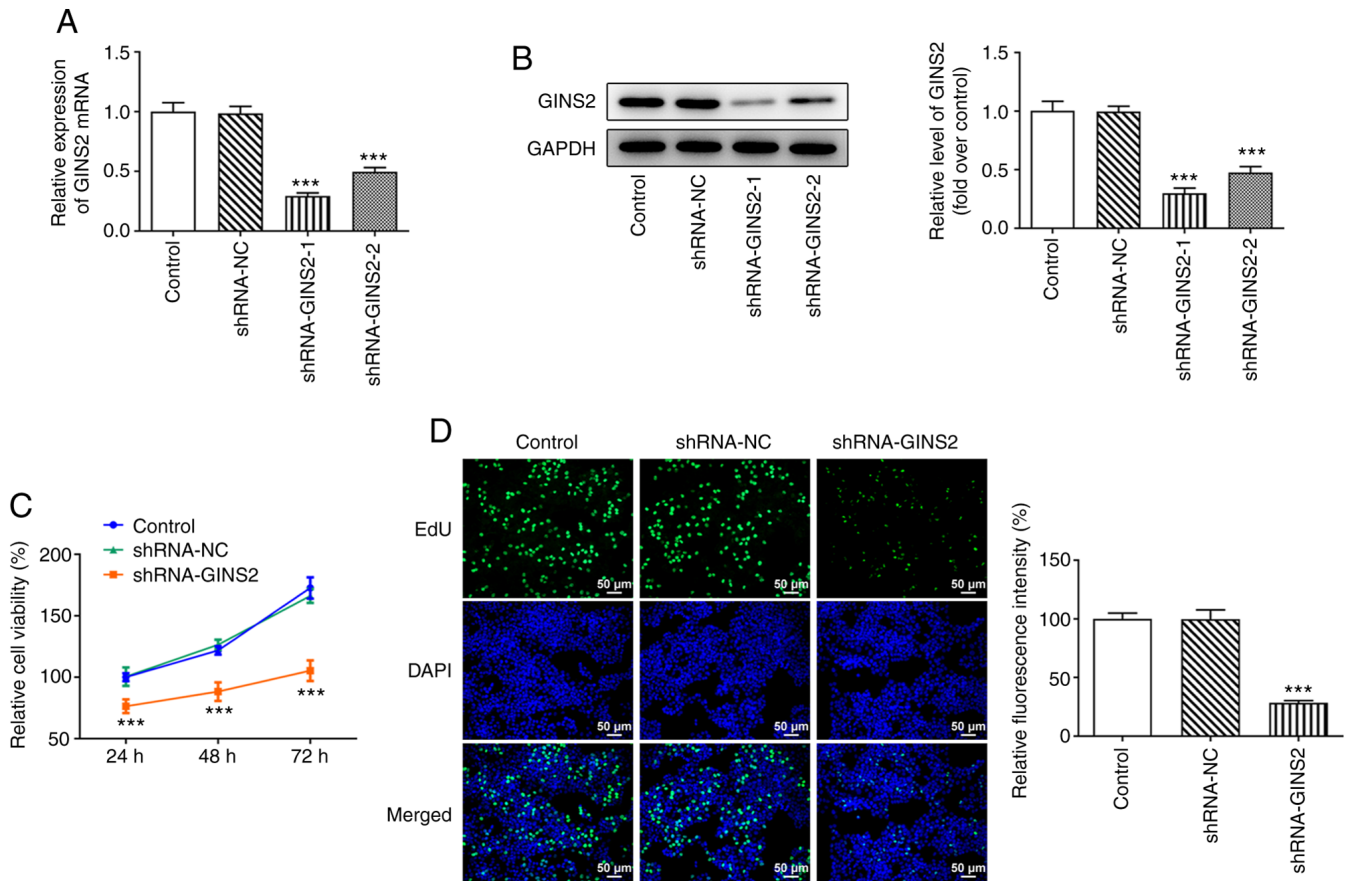 A
Relative expression
of GINS2 mRNA
1.5
1.0
0.5
0.0
***
***
Control
shRNA-NC
shRNA-GINS2-1
shRNA-GINS2-2
B
GINS2
GAPDH
Control
shRNA-NC
shRNA-GINS2-1
shRNA-GINS2-2
Relative level of GINS2
(fold over control)
1.5
1.0
0.5
0.0
***
***
Control
shRNA-NC
shRNA-GINS2-1
shRNA-GINS2-2
C
Control
shRNA-NC
shRNA-GINS2
Relative cell viability (%)
200
150
100
50
***
***
***
24 h
48 h
72 h
D
Control
shRNA-NC
shRNA-GINS2
EdU
50 µm
50 µm
50 µm
DAPI
50 µm
50 µm
50 µm
Merged
50 µm
50 µm
50 µm
Relative fluorescence intensity (%)
150
100
50
0
***
Control
shRNA-NC
shRNA-GINS2